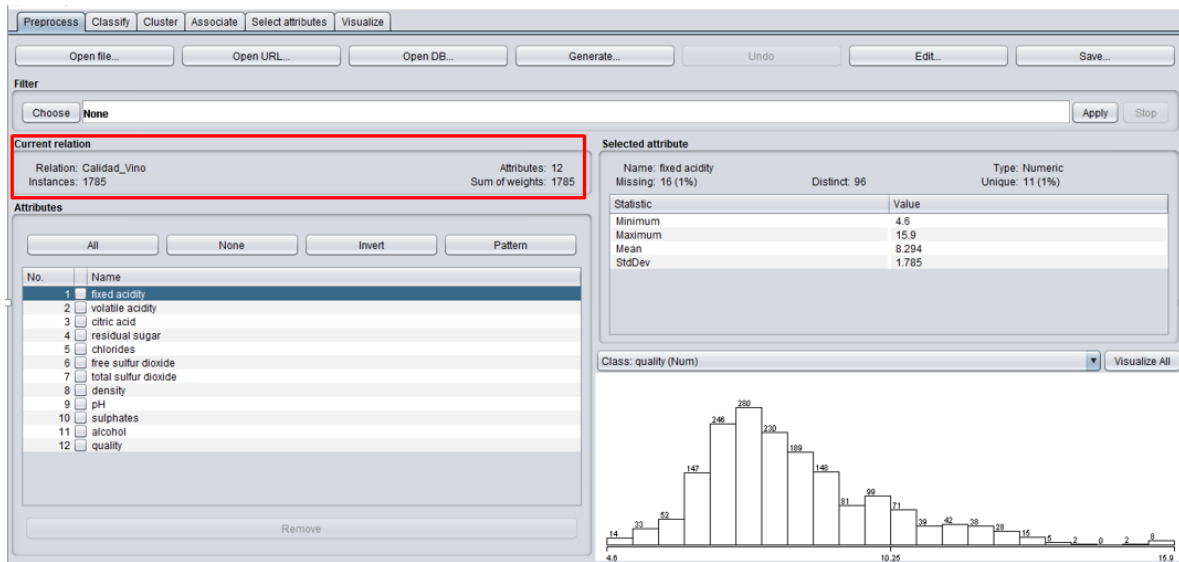 Preprocess Classify Cluster Associate Select attributes Visualize
Open file... Open URL... Open DB... Generate... Undo Edit... Save...
Filter
Choose None Apply Stop
Current relation
Relation: Calidad_Vino Attributes: 12
Instances: 1785 Sum of weights: 1785
Attributes
All None Invert Pattern
No. Name
1 fixed acidity
2 volatile acidity
3 citric acid
4 residual sugar
5 chlorides
6 free sulfur dioxide
7 total sulfur dioxide
8 density
9 pH
10 sulphates
11 alcohol
12 quality
Remove
Selected attribute
Name: fixed acidity Type: Numeric
Missing: 16 (1%) Distinct: 96 Unique: 11 (1%)
Statistic Value
Minimum 4.6
Maximum 15.9
Mean 8.294
StdDev 1.785
Class: quality (Num) Visualize All
14 33 52 147 246 280 230 189 148 81 99 71 39 42 38 28 15 5 2 0 2 8
4.6 10.25 15.9